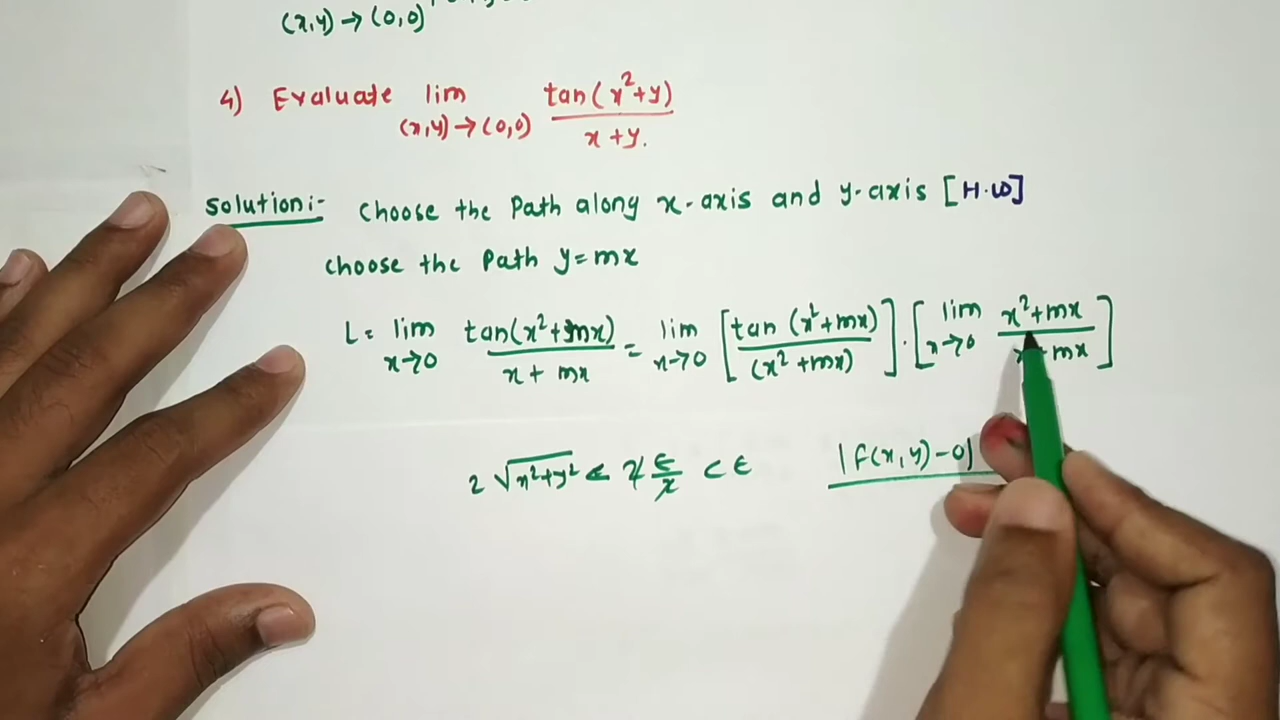 (x,y)→(0,0)
4) Evaluate lim (x,y)→(0,0) tan(x²+y) / x+y.
Solution:- Choose the Path along x-axis and y-axis [H.W]
Choose the Path y=mx
L= lim x→0 tan(x²+mx) / x+mx = lim x→0 [tan (x²+mx) / (x²+mx)] . [lim x→0 x²+mx / x+mx]
2 √x²+y² < 2 ε/2 < ε |f(x,y)-0|